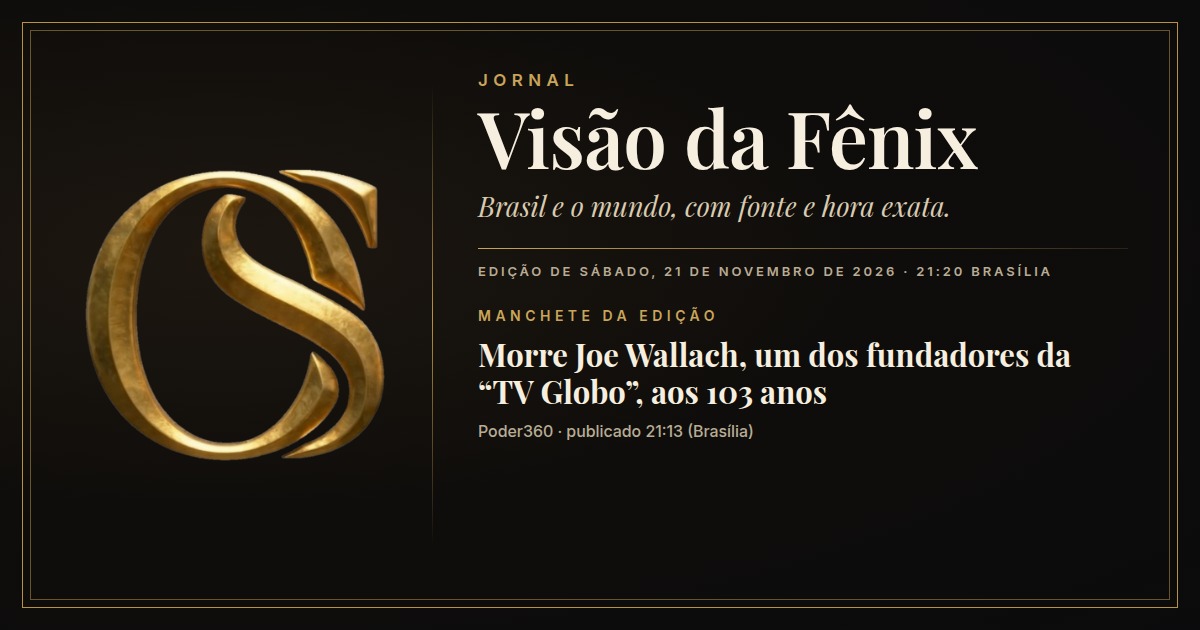 JORNAL
Visão da Fênix
Brasil e o mundo, com fonte e hora exata.
EDIÇÃO DE SÁBADO, 21 DE NOVEMBRO DE 2026 · 21:20 BRASÍLIA
MANCHETE DA EDIÇÃO
Morre Joe Wallach, um dos fundadores da
“TV Globo”, aos 103 anos
Poder360 · publicado 21:13 (Brasília)